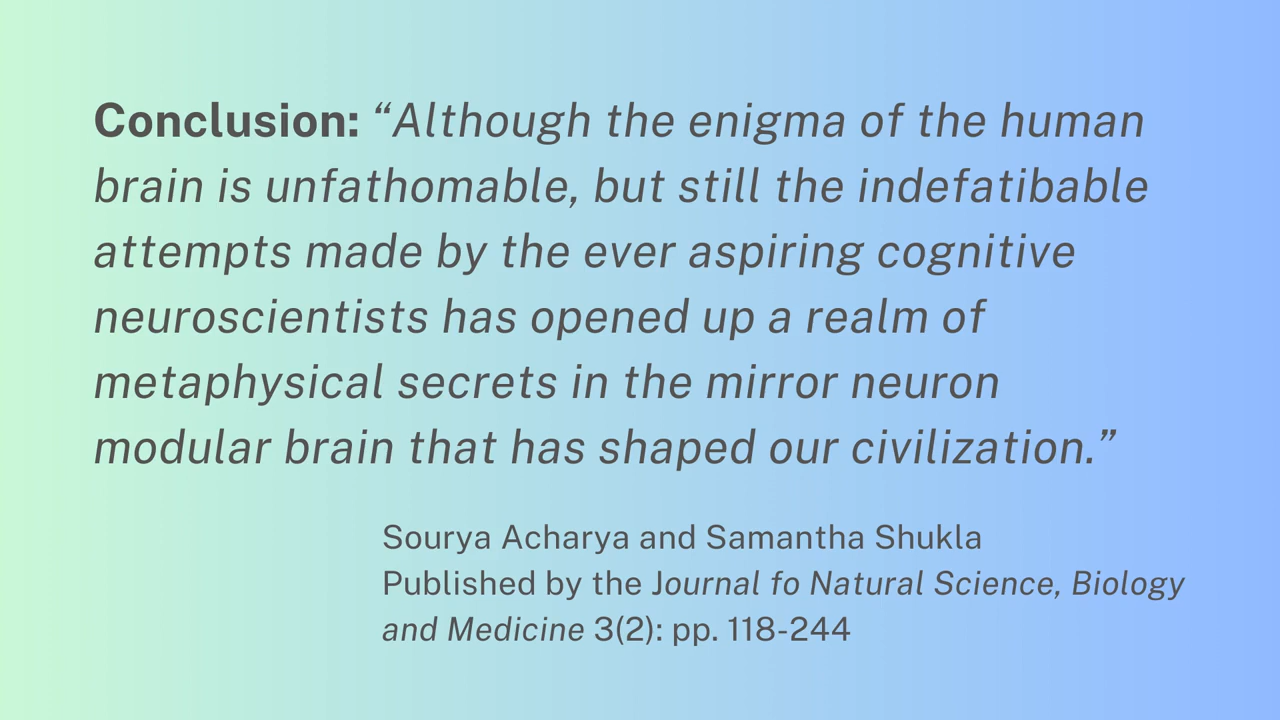 Conclusion: “Although the enigma of the human
brain is unfathomable, but still the indefatibable
attempts made by the ever aspiring cognitive
neuroscientists has opened up a realm of
metaphysical secrets in the mirror neuron
modular brain that has shaped our civilization.”
Sourya Acharya and Samantha Shukla
Published by the Journal fo Natural Science, Biology
and Medicine 3(2): pp. 118-244